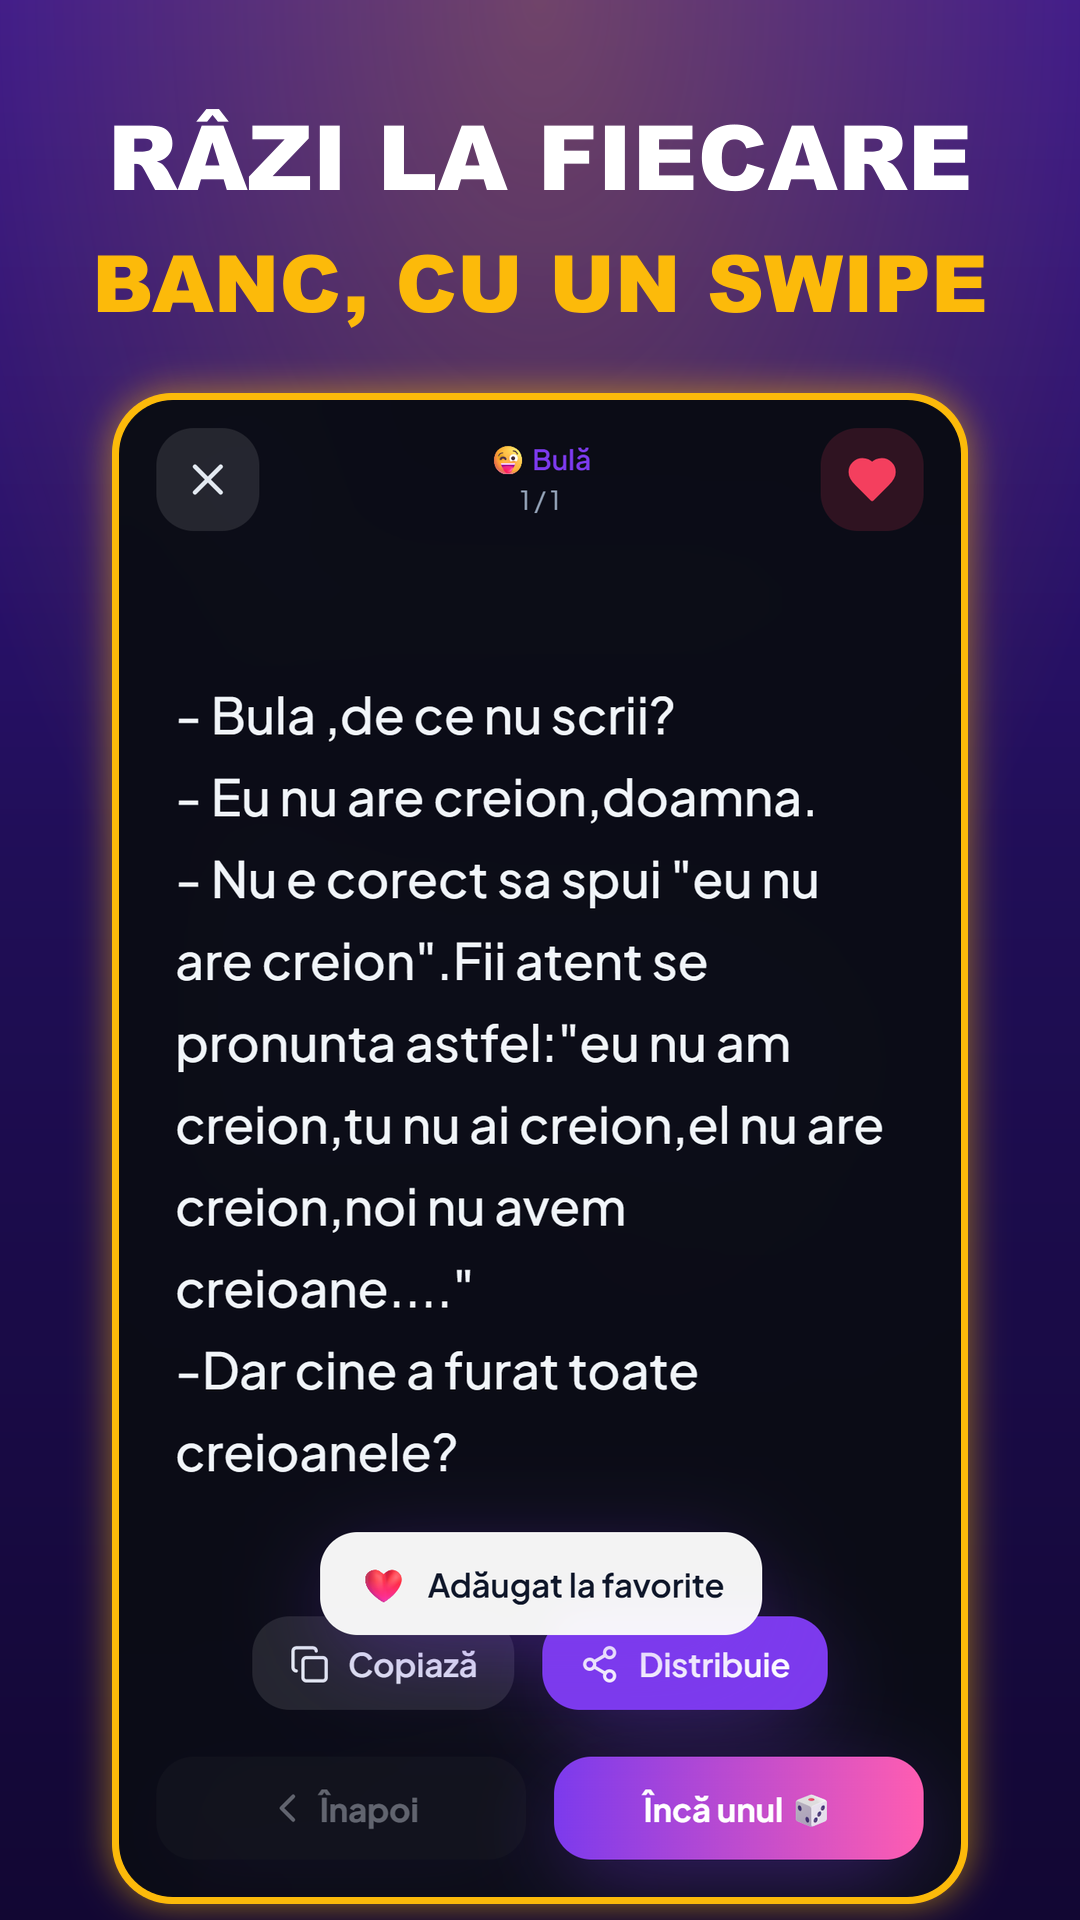 RÂZI LA FIECARE
BANC, CU UN SWIPE
Bulă
1/1
- Bula ,de ce nu scrii?
- Eu nu are creion,doamna.
- Nu e corect sa spui "eu nu
are creion".Fii atent se
pronunta astfel:"eu nu am
creion,tu nu ai creion,el nu are
creion,noi nu avem
creioane...."
-Dar cine a furat toate
creioanele?
Adăugat la favorite
Copiază
Distribuie
Înapoi
Încă unul